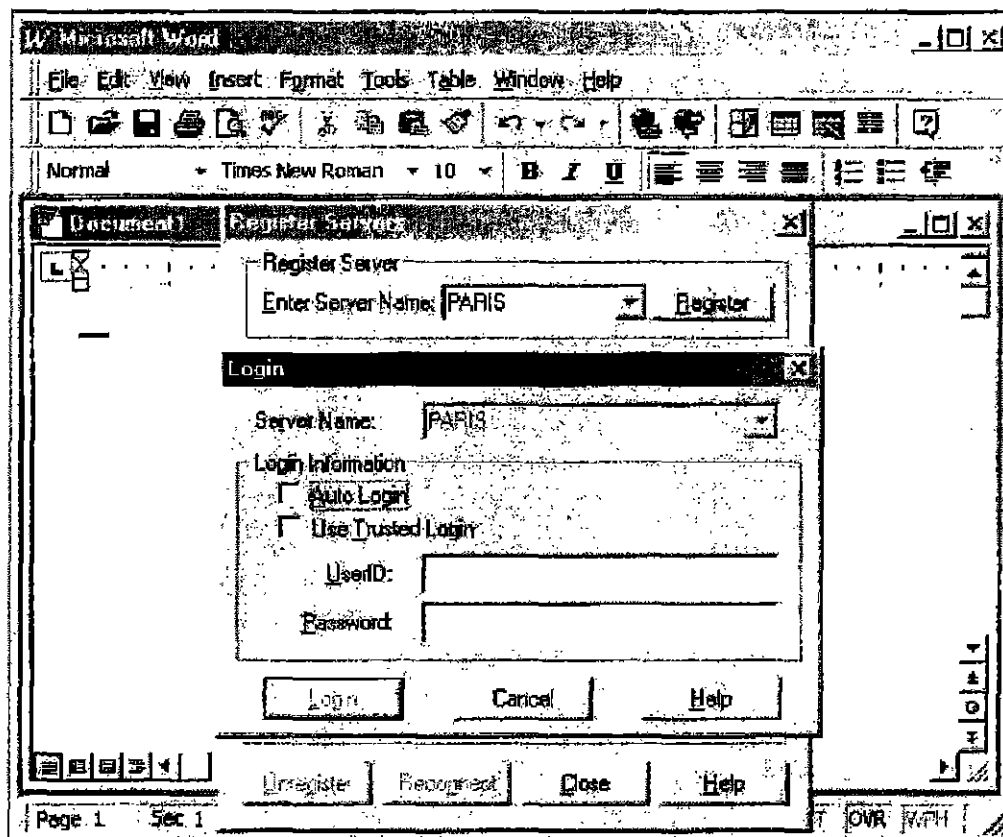 Microsoft Word
File Edit View Insert Format Tools Table Window Help
Normal Times New Roman 10 B I U
Document1
Register Servers
Register Server
Enter Server Name: PARIS Register
Login
Server Name: PARIS
Login Information
Auto Login
Use Trusted Login
UserID:
Password:
Login Cancel Help
Unregister Reconnect Close Help
Page 1 Sec 1 OVR WPH